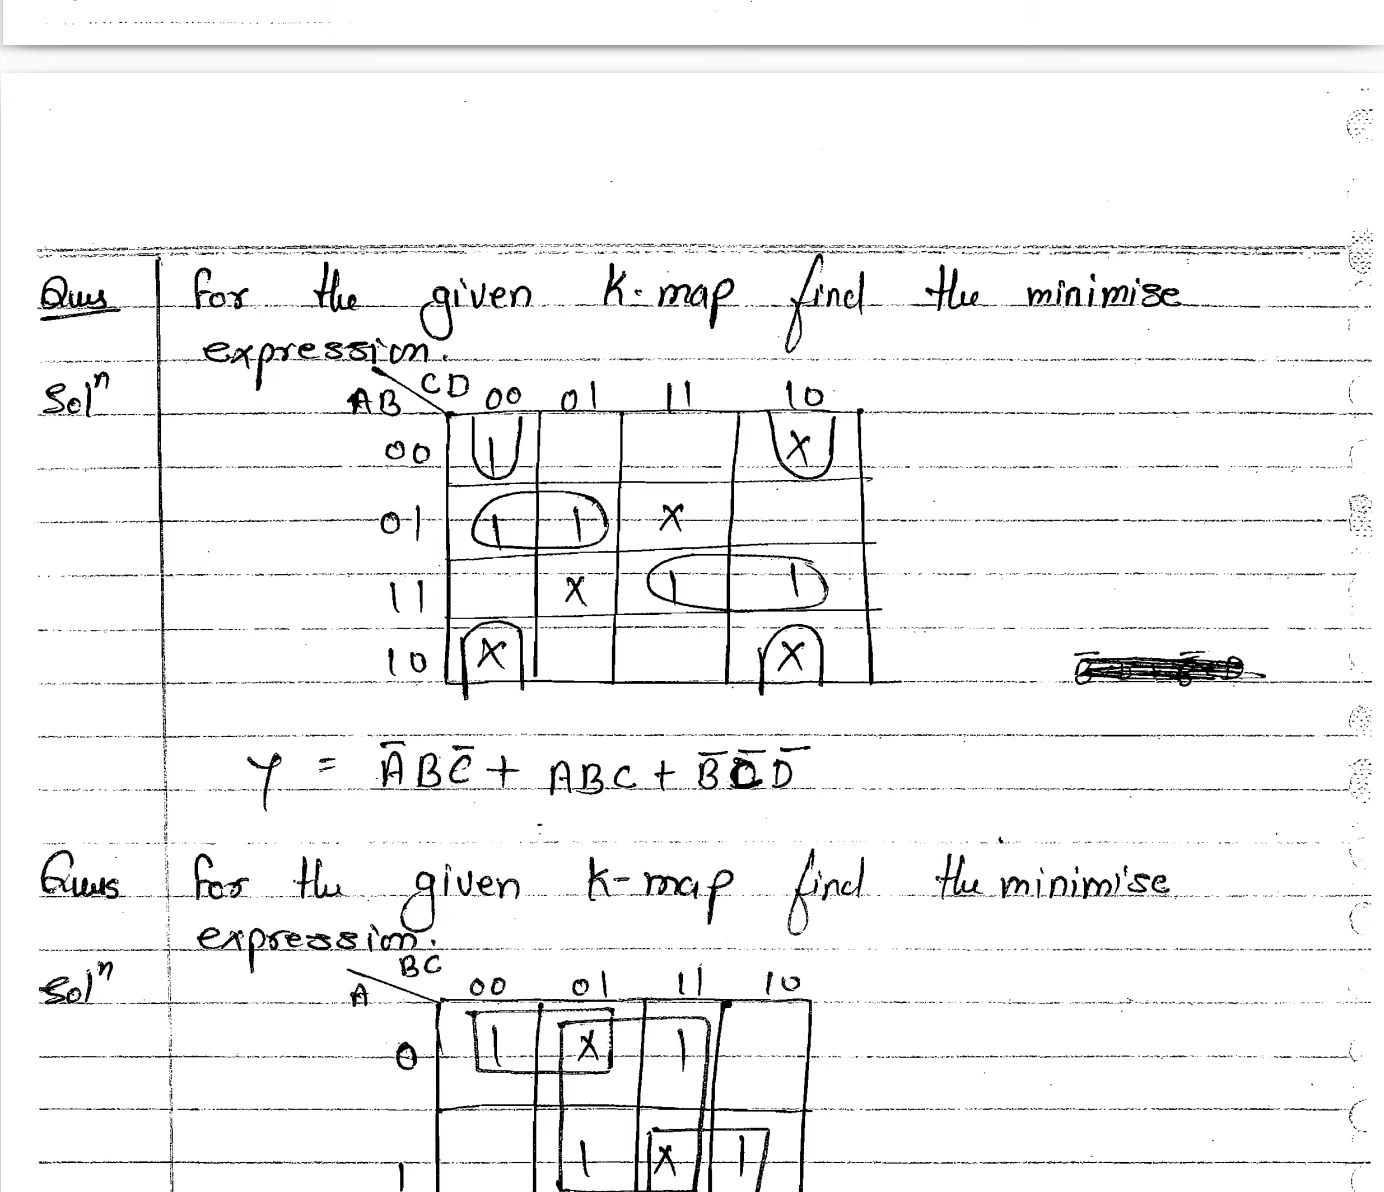 Ques For the given K-map find the minimise
expression.
Solⁿ AB CD 00 01 11 10
00 1 X
01 1 1 X
11 X 1 1
10 X X
Y = A̅BC̅ + ABC + B̅C̅D̅
Ques For the given K-map find the minimise
expression.
BC
Solⁿ A 00 01 11 10
0 1 X 1
1 1 X 1